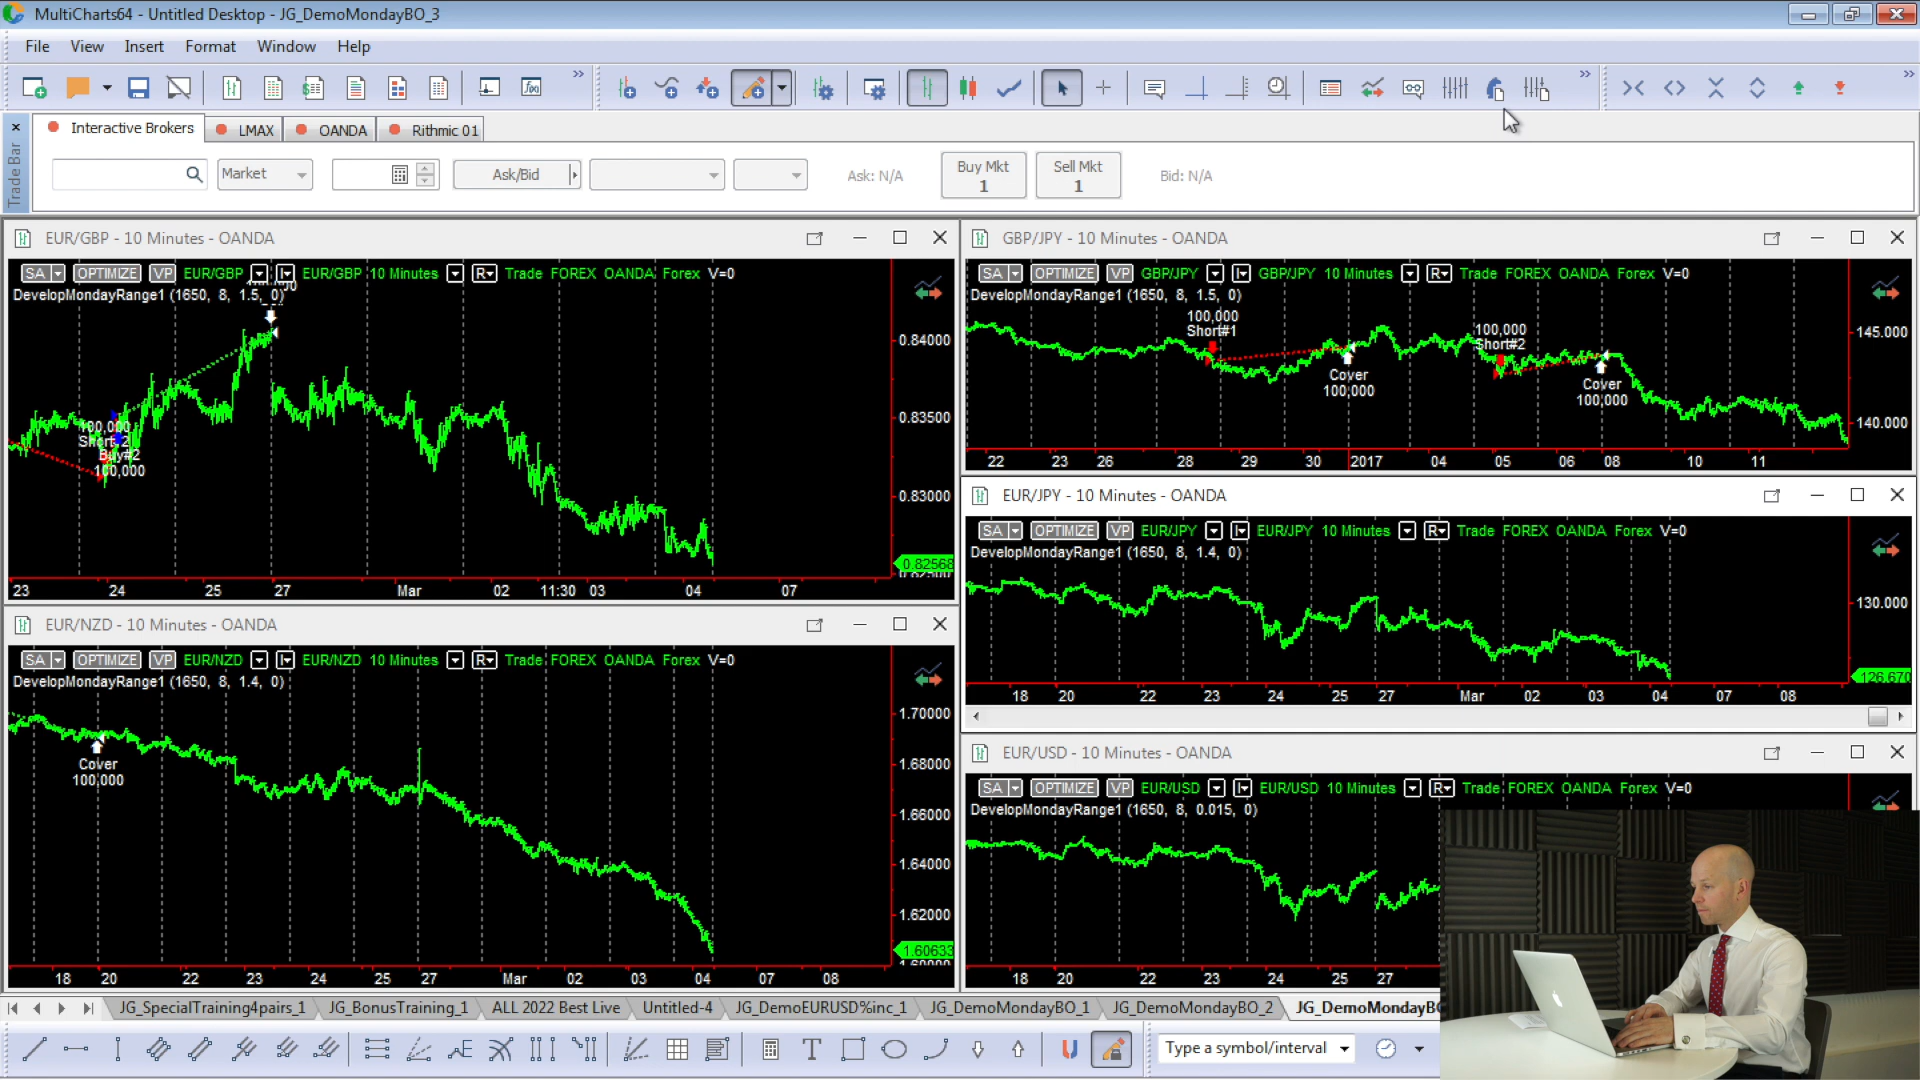 MultiCharts64 - Untitled Desktop - JG_DemoMondayBO_3
File View Insert Format Window Help
Trade Bar
Interactive Brokers LMAX OANDA Rithmic 01
Market Ask/Bid Ask: N/A Buy Mkt 1 Sell Mkt 1 Bid: N/A
EUR/GBP - 10 Minutes - OANDA
SA OPTIMIZE VP EUR/GBP EUR/GBP 10 Minutes R Trade FOREX OANDA Forex V=0
DevelopMondayRange1 (1650, 8, 1.5, 0)
0.84000
0.83500
100,000
Short#2
Buy#2
100,000
0.83000
0.82568
23 24 25 27 Mar 02 11:30 03 04 07
EUR/NZD - 10 Minutes - OANDA
SA OPTIMIZE VP EUR/NZD EUR/NZD 10 Minutes R Trade FOREX OANDA Forex V=0
DevelopMondayRange1 (1650, 8, 1.4, 0)
1.70000
Cover
100,000
1.68000
1.66000
1.64000
1.62000
1.60633
18 20 22 23 24 25 27 Mar 02 03 04 07 08
GBP/JPY - 10 Minutes - OANDA
SA OPTIMIZE VP GBP/JPY GBP/JPY 10 Minutes R Trade FOREX OANDA Forex V=0
DevelopMondayRange1 (1650, 8, 1.5, 0)
100,000
Short#1
100,000
Short#2
145.000
Cover
100,000
Cover
100,000
140.000
22 23 26 28 29 30 2017 04 05 06 08 10 11
EUR/JPY - 10 Minutes - OANDA
SA OPTIMIZE VP EUR/JPY EUR/JPY 10 Minutes R Trade FOREX OANDA Forex V=0
DevelopMondayRange1 (1650, 8, 1.4, 0)
130.000
126.670
18 20 22 23 24 25 27 Mar 02 03 04 07 08
EUR/USD - 10 Minutes - OANDA
SA OPTIMIZE VP EUR/USD EUR/USD 10 Minutes R Trade FOREX OANDA Forex V=0
DevelopMondayRange1 (1650, 8, 0.015, 0)
18 20 22 23 24 25 27
JG_SpecialTraining4pairs_1 JG_BonusTraining_1 ALL 2022 Best Live Untitled-4 JG_DemoEURUSD%inc_1 JG_DemoMondayBO_1 JG_DemoMondayBO_2 JG_DemoMondayBO
Type a symbol/interval